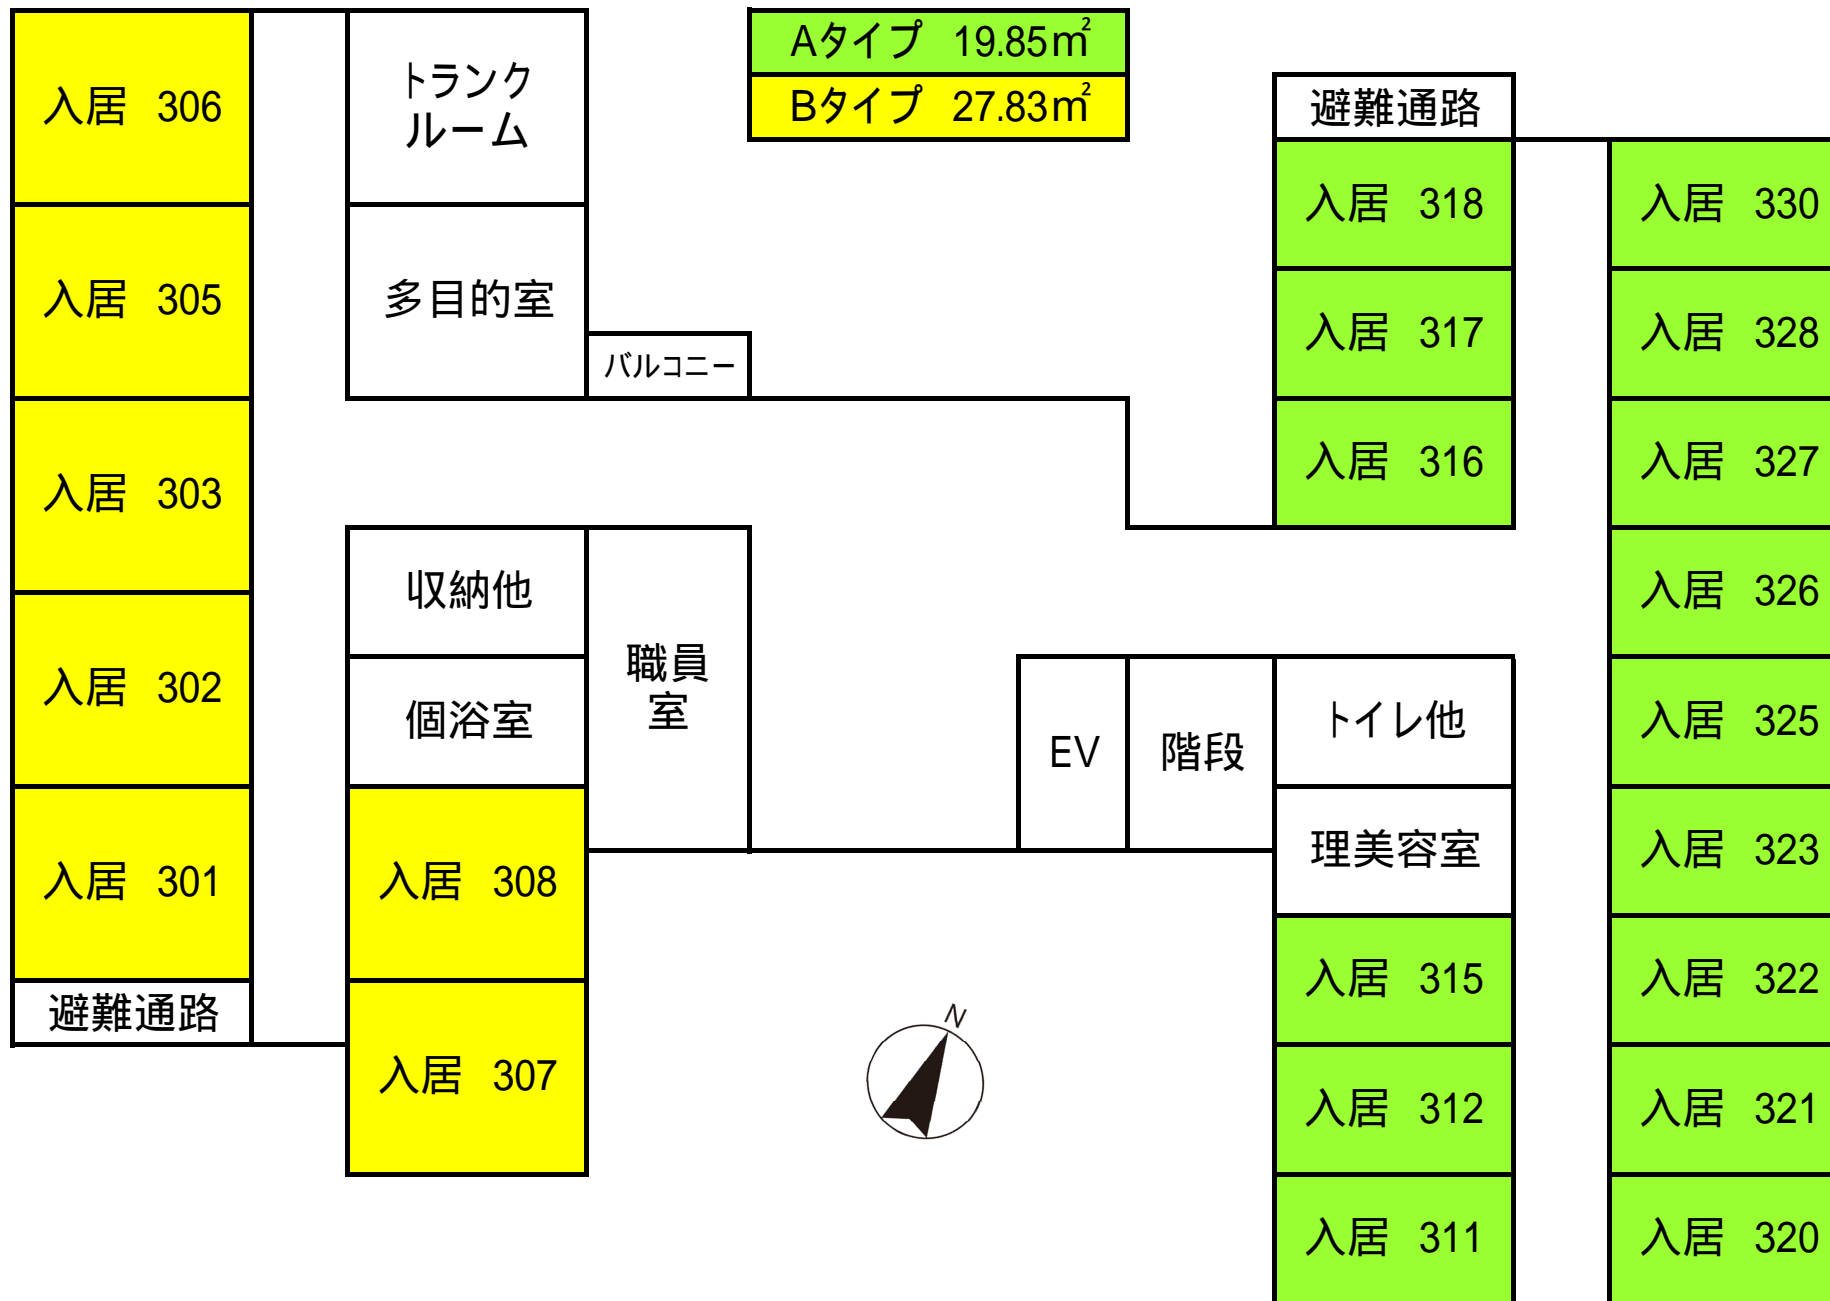 入居 306
トランク
ルーム
Aタイプ 19.85㎡
Bタイプ 27.83㎡
避難通路
入居 318
入居 330
入居 305
多目的室
バルコニー
入居 317
入居 328
入居 303
入居 316
入居 327
収納他
職員
室
入居 326
入居 302
個浴室
EV
階段
トイレ他
入居 325
入居 301
入居 308
理美容室
入居 323
避難通路
入居 307
N
入居 315
入居 322
入居 312
入居 321
入居 311
入居 320